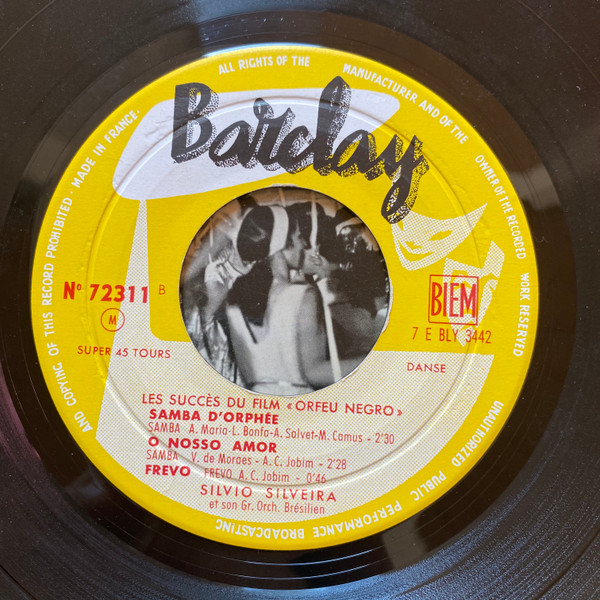 ALL RIGHTS OF THE MANUFACTURER AND OF THE OWNER OF THE RECORDED WORK RESERVED
UNAUTHORIZED PUBLIC PERFORMANCE BROADCASTING
AND COPYING OF THIS RECORD PROHIBITED · MADE IN FRANCE ·
Barclay
N° 72311 B
M
BIEM
7 E BLY 3442
SUPER 45 TOURS
DANSE
LES SUCCÈS DU FILM «ORFEU NEGRO»
SAMBA D'ORPHÉE
SAMBA A. Maria-L. Bonfa-A. Salvet-M. Camus - 2'30
O NOSSO AMOR
SAMBA V. de Moraes - A. C. Jobim - 2'28
FREVO FREVO A. C. Jobim - 0'46
SILVIO SILVEIRA
et son Gr. Orch. Brésilien